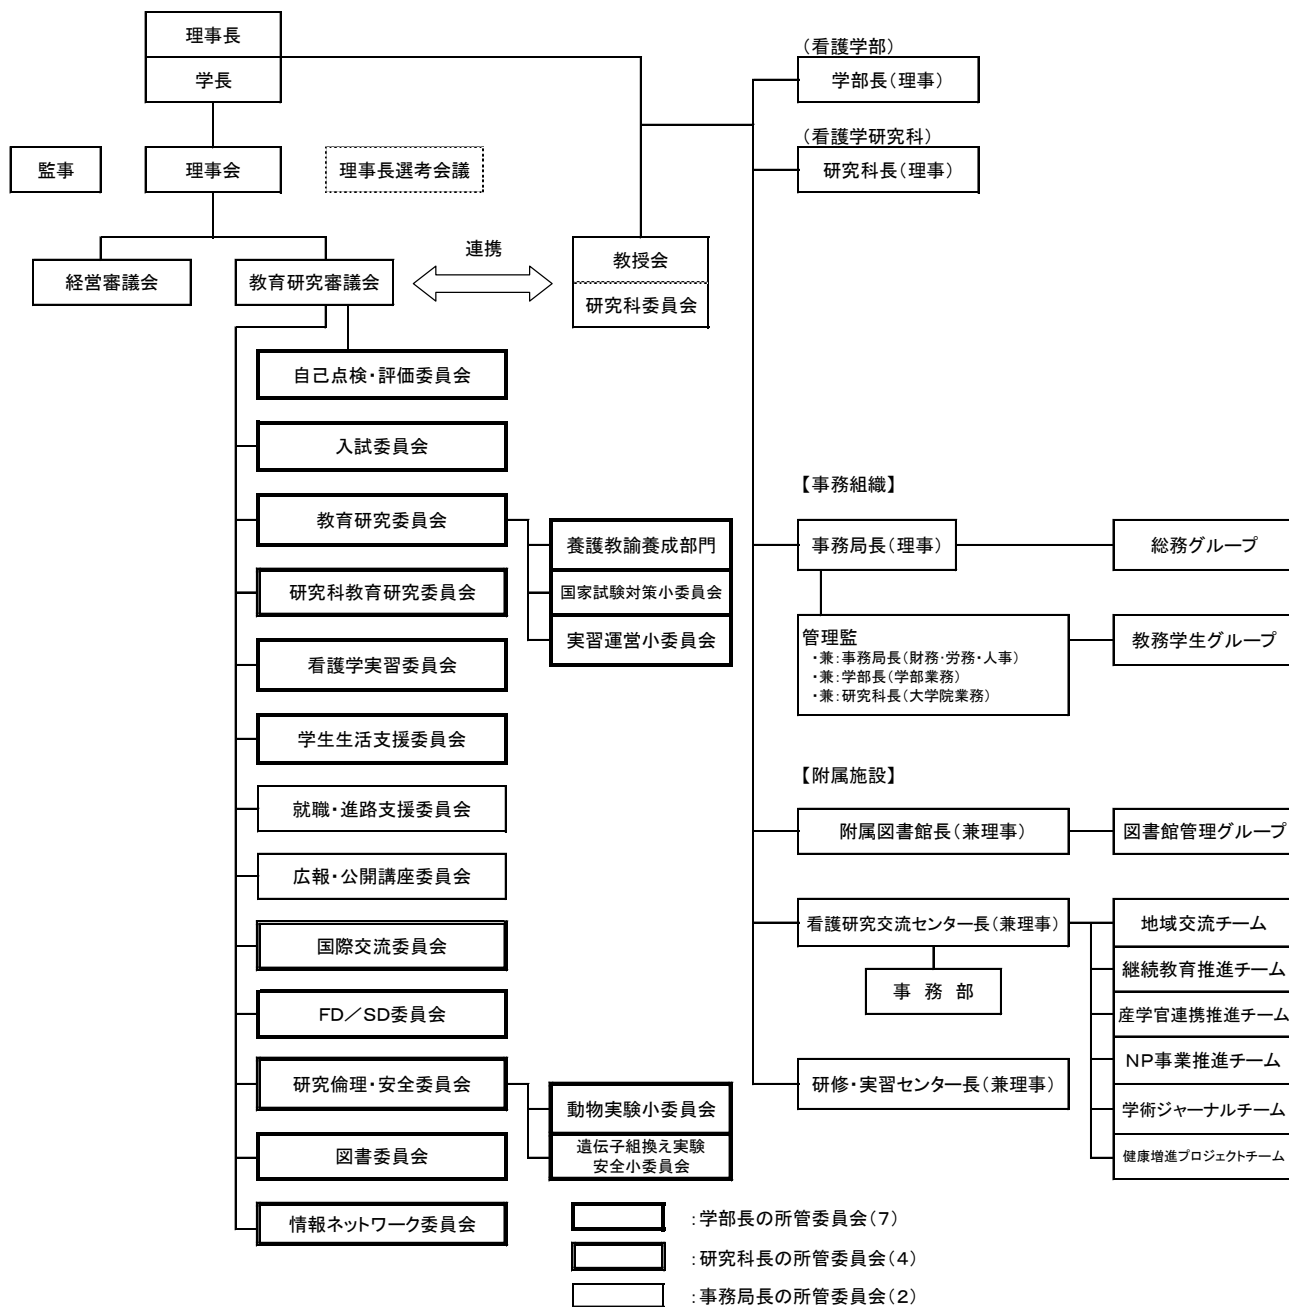 理事長
学長
監事
理事会
理事長選考会議
経営審議会
教育研究審議会
連携
教授会
研究科委員会
自己点検・評価委員会
入試委員会
教育研究委員会
養護教諭養成部門
国家試験対策小委員会
実習運営小委員会
研究科教育研究委員会
看護学実習委員会
学生生活支援委員会
就職・進路支援委員会
広報・公開講座委員会
国際交流委員会
FD/SD委員会
研究倫理・安全委員会
動物実験小委員会
遺伝子組換え実験
安全小委員会
図書委員会
情報ネットワーク委員会
(看護学部)
学部長(理事)
(看護学研究科)
研究科長(理事)
【事務組織】
事務局長(理事)
総務グループ
管理監
・兼:事務局長(財務・労務・人事)
・兼:学部長(学部業務)
・兼:研究科長(大学院業務)
教務学生グループ
【附属施設】
附属図書館長(兼理事)
図書館管理グループ
看護研究交流センター長(兼理事)
事 務 部
地域交流チーム
継続教育推進チーム
産学官連携推進チーム
NP事業推進チーム
学術ジャーナルチーム
健康増進プロジェクトチーム
研修・実習センター長(兼理事)
:学部長の所管委員会(7)
:研究科長の所管委員会(4)
:事務局長の所管委員会(2)